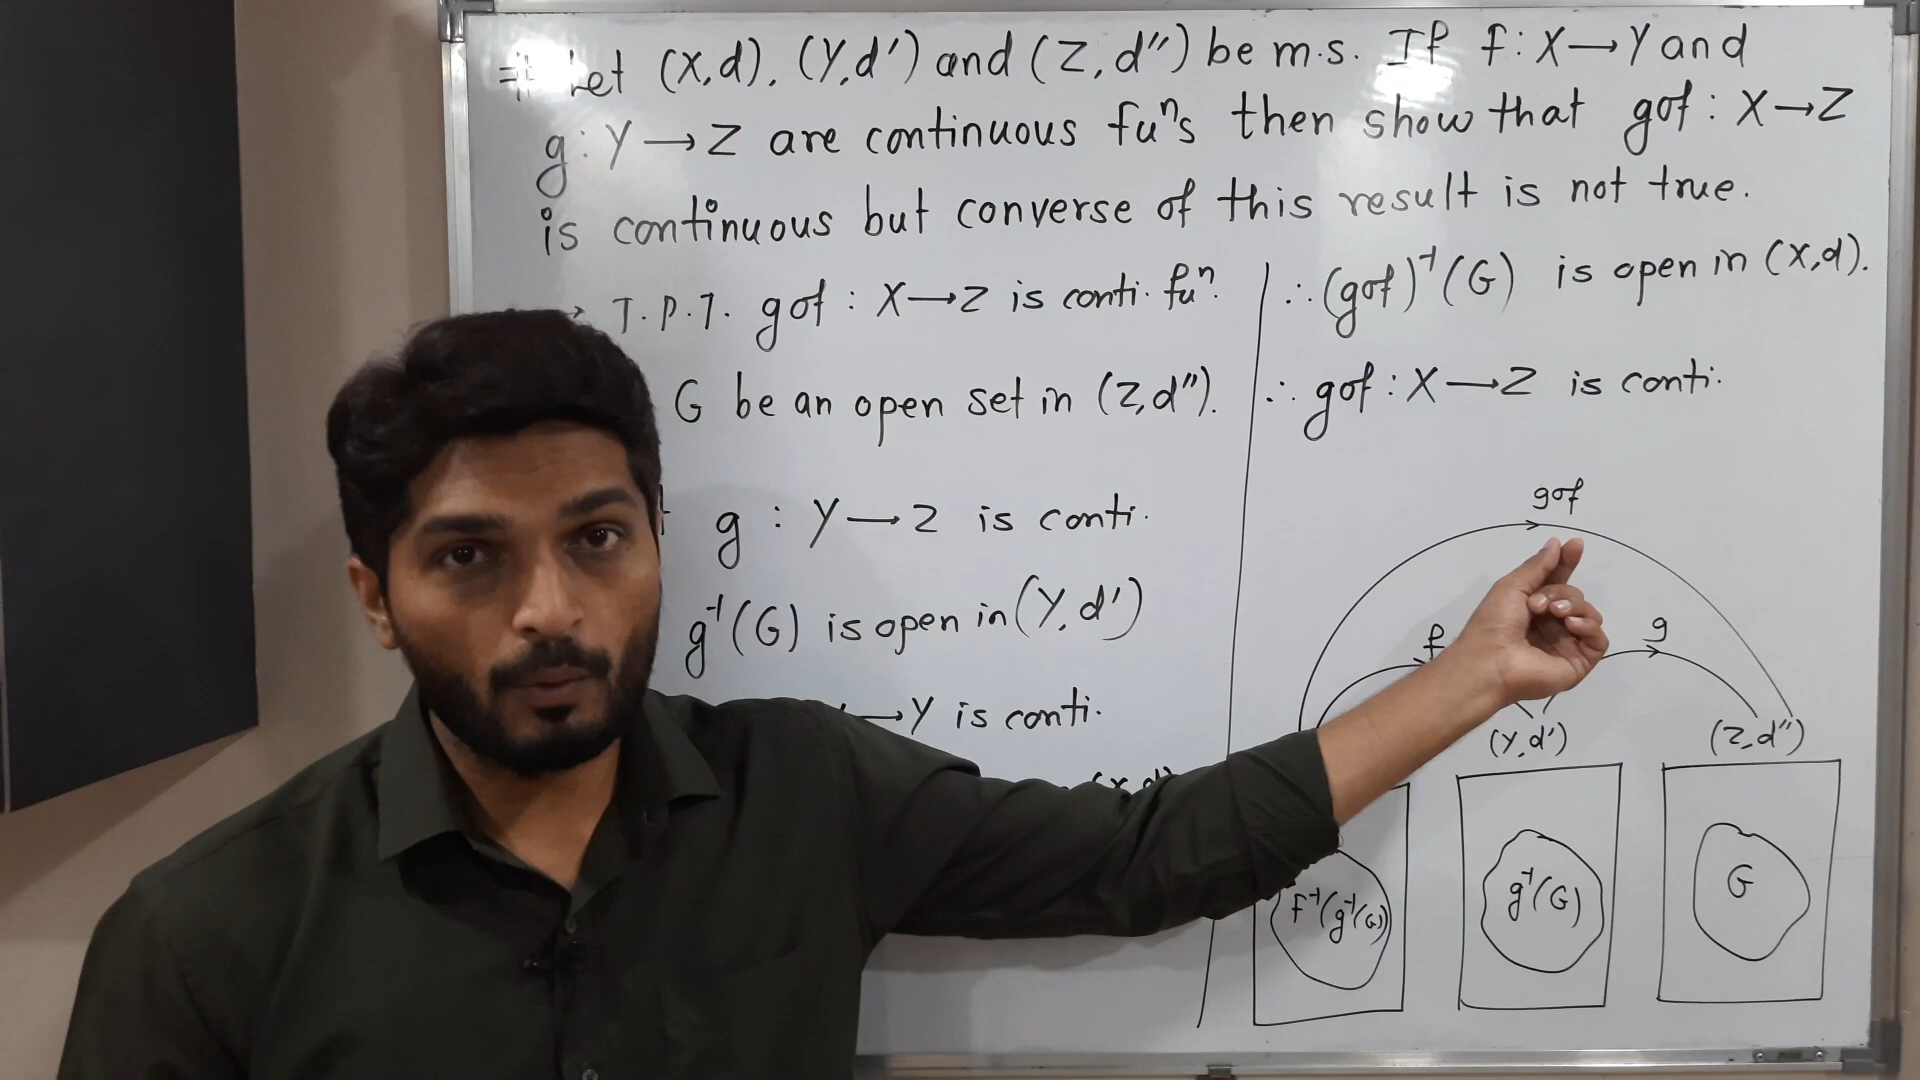 Let (X,d), (Y,d') and (Z,d'') be m.s. If f : X→Y and
g : Y→Z are continuous fuⁿs then show that gof : X→Z
is continuous but converse of this result is not true.
→ T.P.T. gof : X→Z is conti. fuⁿ.
G be an open set in (Z,d'').
g : Y→Z is conti.
g⁻¹(G) is open in (Y,d')
→Y is conti.
(X,d)
∴ (gof)⁻¹(G) is open in (X,d).
∴ gof : X→Z is conti.
gof
f g
(Y,d') (Z,d'')
f⁻¹(g⁻¹(G)) g⁻¹(G) G